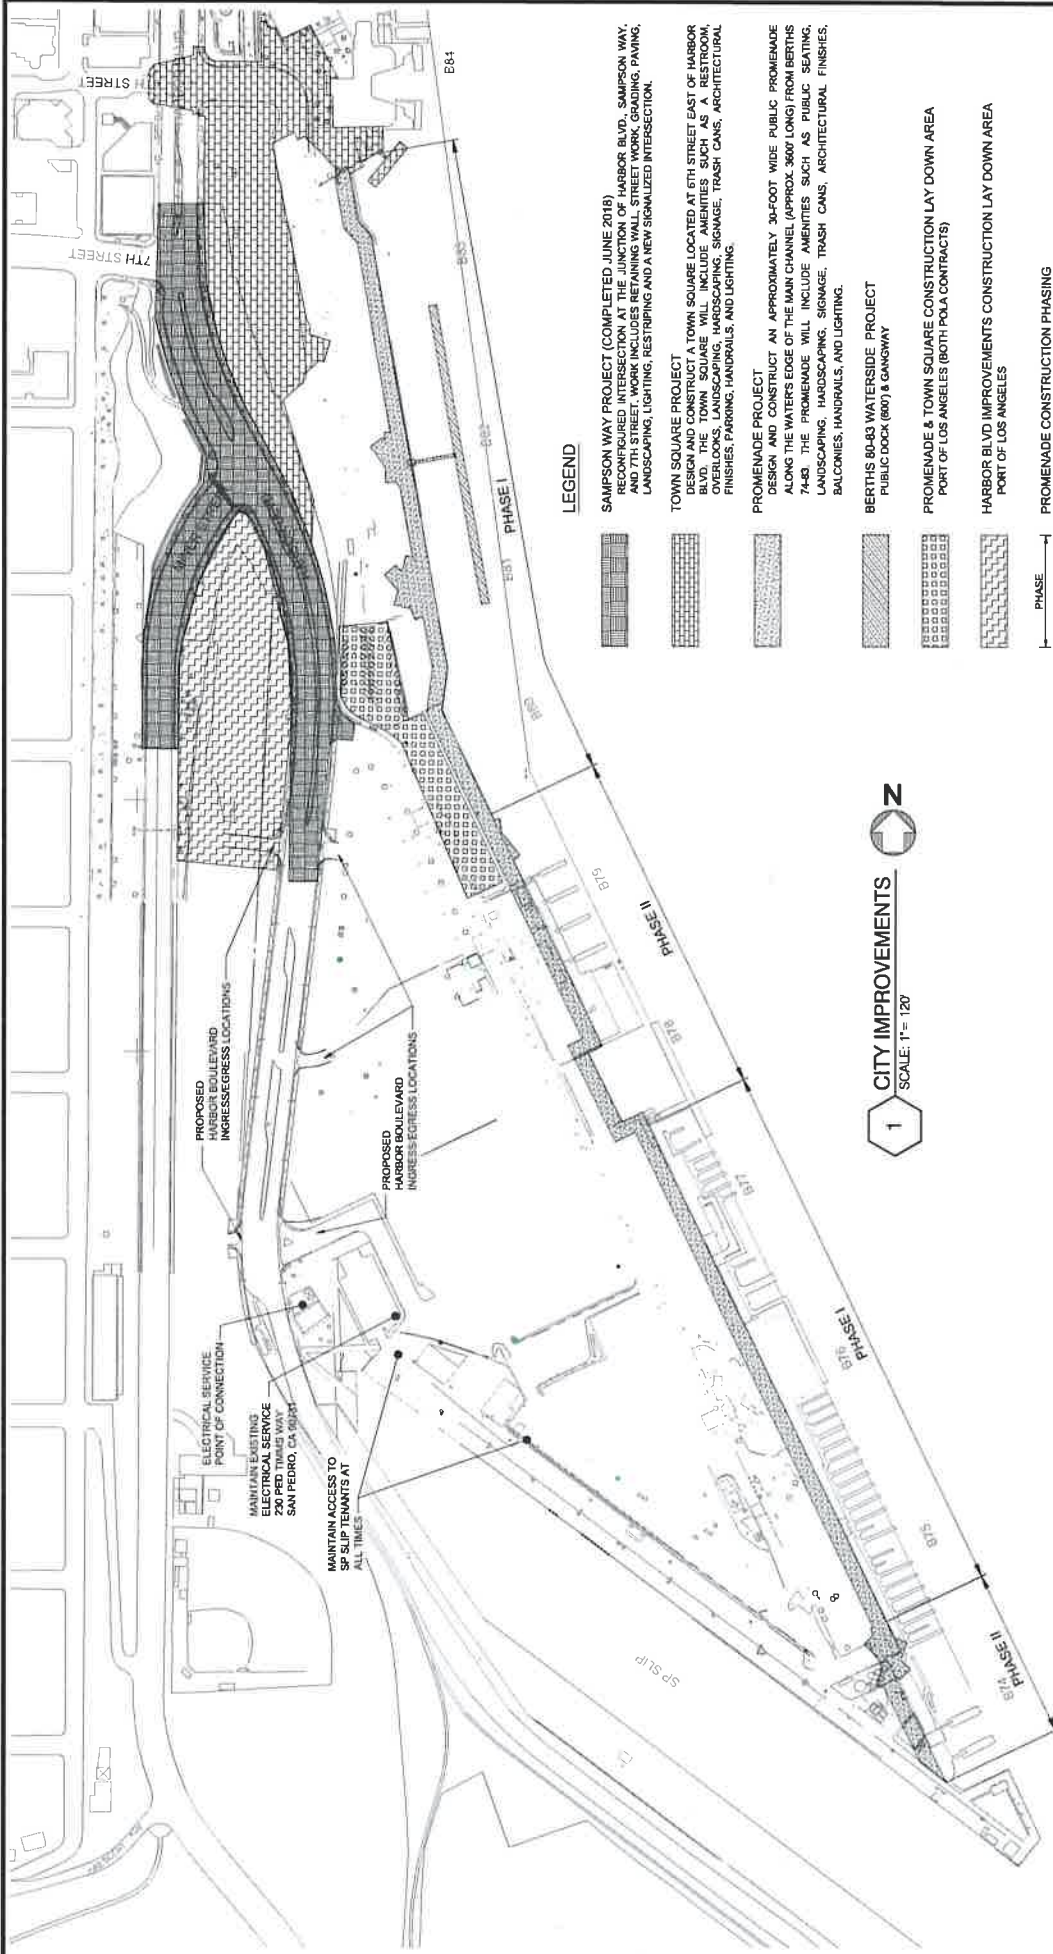 6TH STREET
7TH STREET
B84
B83
B82
B81
PHASE I
B80
B79
PHASE II
B78
B77
B76
PHASE I
B75
B74
PHASE II
SP SLIP
PROPOSED
HARBOR BOULEVARD
INGRESS/EGRESS LOCATIONS
PROPOSED
HARBOR BOULEVARD
INGRESS/EGRESS LOCATIONS
ELECTRICAL SERVICE
POINT OF CONNECTION
MAINTAIN EXISTING
ELECTRICAL SERVICE
230 PED TIMMS WAY
SAN PEDRO, CA 90731
MAINTAIN ACCESS TO
SP SLIP TENANTS AT
ALL TIMES
LEGEND
SAMPSON WAY PROJECT (COMPLETED JUNE 2018)
RECONFIGURED INTERSECTION AT THE JUNCTION OF HARBOR BLVD., SAMPSON WAY,
AND 7TH STREET. WORK INCLUDES RETAINING WALL, STREET WORK, GRADING, PAVING,
LANDSCAPING, LIGHTING, RESTRIPING AND A NEW SIGNALIZED INTERSECTION.
TOWN SQUARE PROJECT
DESIGN AND CONSTRUCT A TOWN SQUARE LOCATED AT 6TH STREET EAST OF HARBOR
BLVD. THE TOWN SQUARE WILL INCLUDE AMENITIES SUCH AS A RESTROOM,
OVERLOOKS, LANDSCAPING, HARDSCAPING, SIGNAGE, TRASH CANS, ARCHITECTURAL
FINISHES, PARKING, HANDRAILS, AND LIGHTING.
PROMENADE PROJECT
DESIGN AND CONSTRUCT AN APPROXIMATELY 30-FOOT WIDE PUBLIC PROMENADE
ALONG THE WATER'S EDGE OF THE MAIN CHANNEL (APPROX. 3600' LONG) FROM BERTHS
74-83. THE PROMENADE WILL INCLUDE AMENITIES SUCH AS PUBLIC SEATING,
LANDSCAPING, HARDSCAPING, SIGNAGE, TRASH CANS, ARCHITECTURAL FINISHES,
BALCONIES, HANDRAILS, AND LIGHTING.
BERTHS 80-83 WATERSIDE PROJECT
PUBLIC DOCK (600') & GANGWAY
PROMENADE & TOWN SQUARE CONSTRUCTION LAY DOWN AREA
PORT OF LOS ANGELES (BOTH POLA CONTRACTS)
HARBOR BLVD IMPROVEMENTS CONSTRUCTION LAY DOWN AREA
PORT OF LOS ANGELES
PHASE
PROMENADE CONSTRUCTION PHASING
1
CITY IMPROVEMENTS
SCALE: 1" = 120'
N